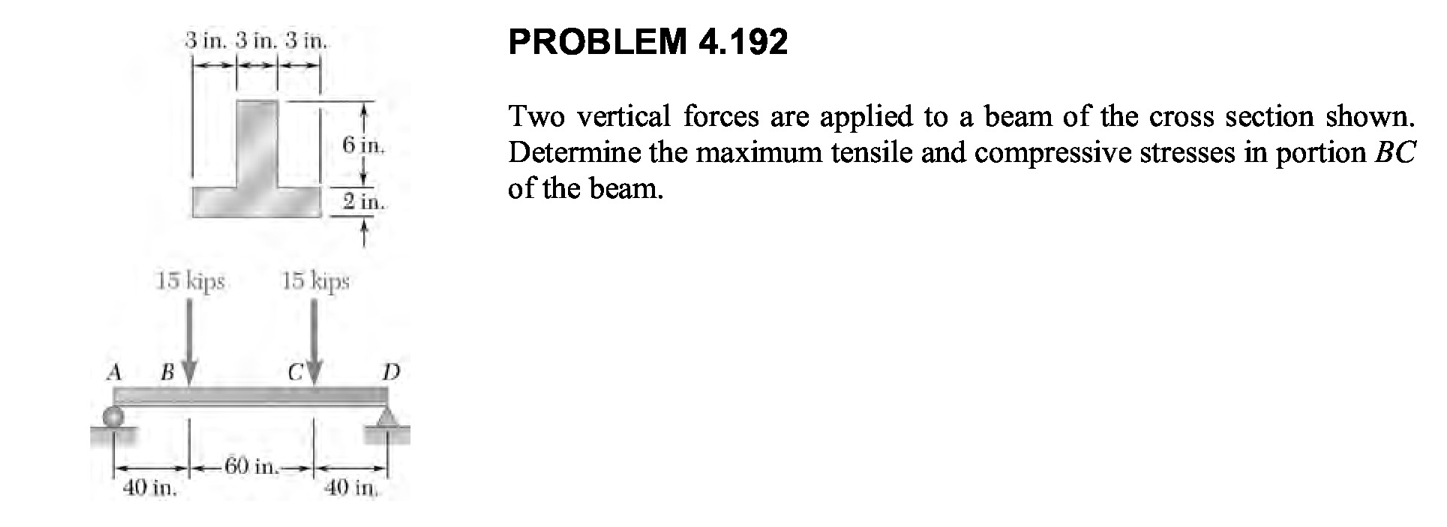 3 in. 3 in. 3 in.
6 in.
2 in.
15 kips 15 kips
A B C D
60 in.
40 in. 40 in.
PROBLEM 4.192
Two vertical forces are applied to a beam of the cross section shown.
Determine the maximum tensile and compressive stresses in portion BC
of the beam.